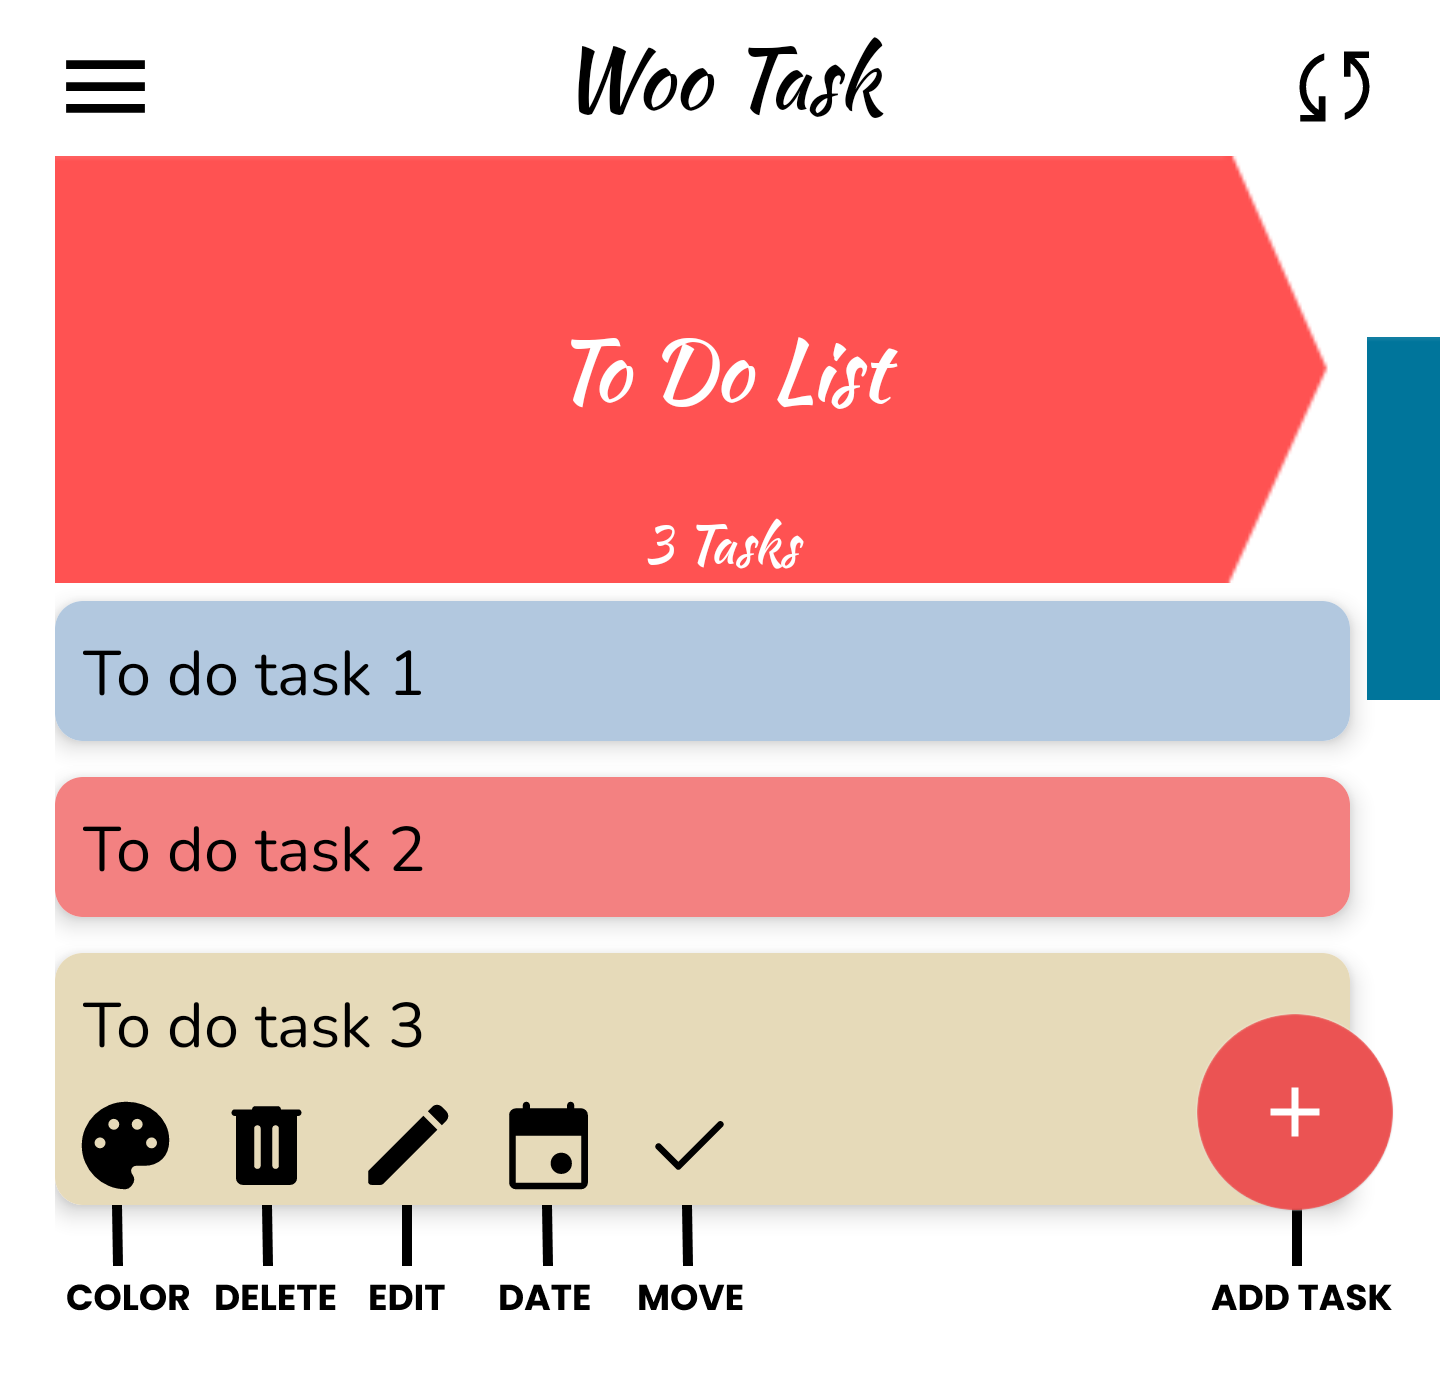 Woo Task
To Do List
3 Tasks
To do task 1
To do task 2
To do task 3
COLOR DELETE EDIT DATE MOVE ADD TASK